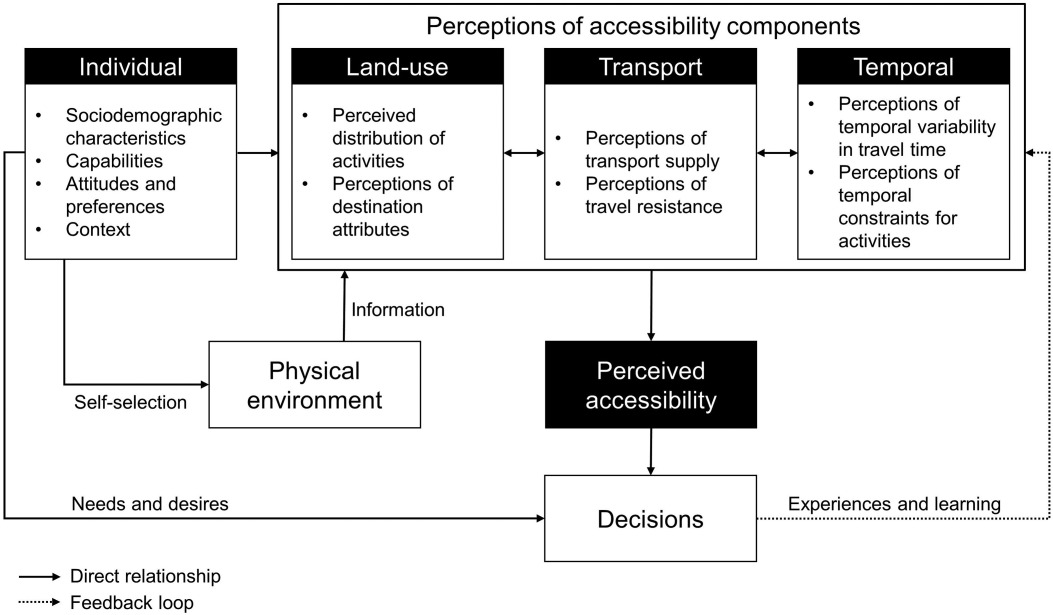 Perceptions of accessibility components
Individual
• Sociodemographic
characteristics
• Capabilities
• Attitudes and
preferences
• Context
Land-use
• Perceived
distribution of
activities
• Perceptions of
destination
attributes
Transport
• Perceptions of
transport supply
• Perceptions of
travel resistance
Temporal
• Perceptions of
temporal variability
in travel time
• Perceptions of
temporal
constraints for
activities
Information
Physical
environment
Self-selection
Perceived
accessibility
Needs and desires
Decisions
Experiences and learning
Direct relationship
Feedback loop